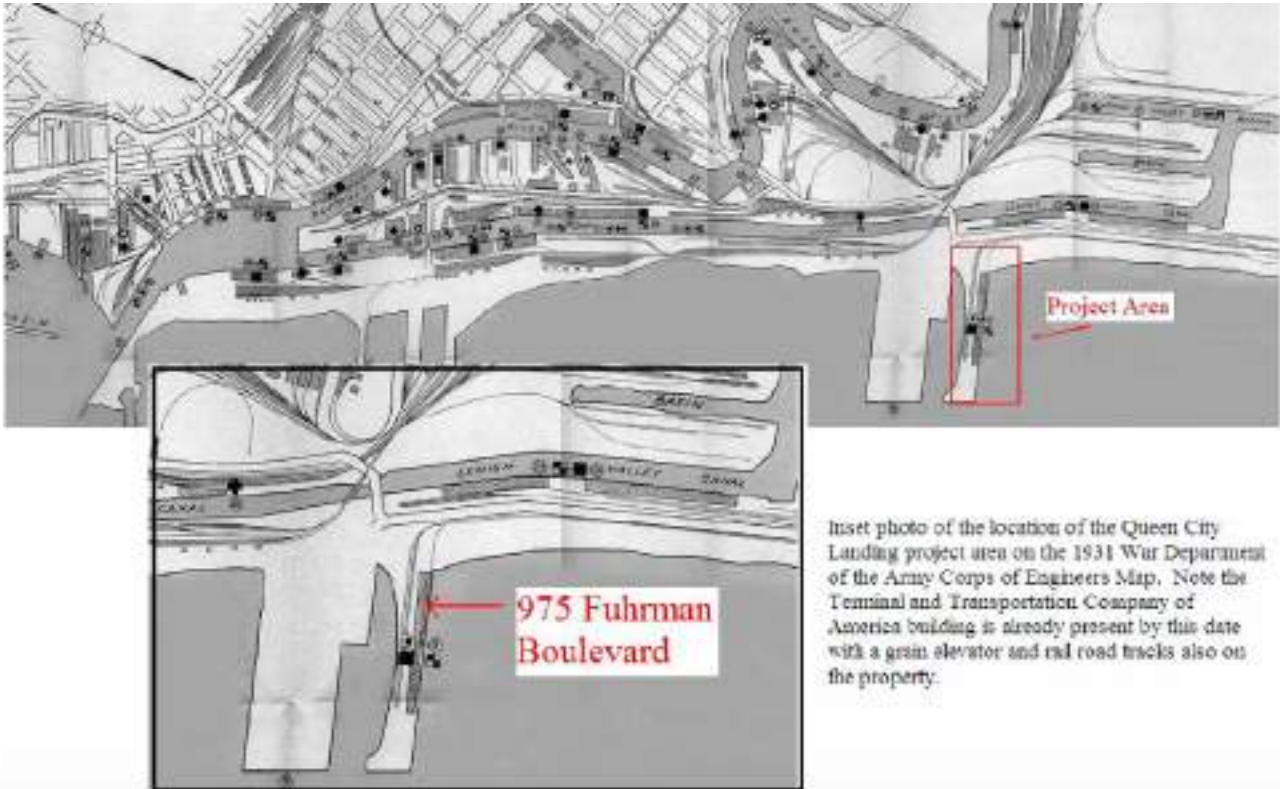 Project Area
BASIN
LEHIGH
VALLEY
CANAL
CANAL
975 Fuhrman
Boulevard
Inset photo of the location of the Queen City
Landing project area on the 1931 War Department
of the Army Corps of Engineers Map. Note the
Terminal and Transportation Company of
America building is already present by this date
with a grain elevator and rail road tracks also on
the property.